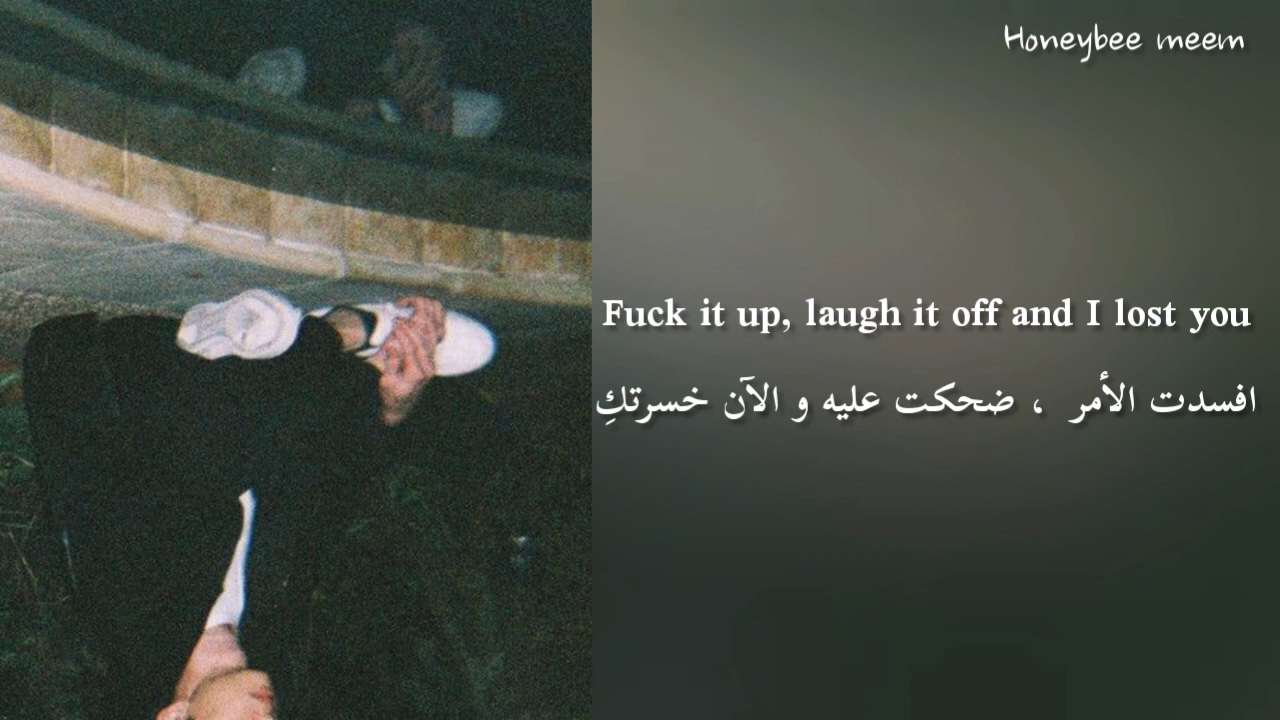 Honeybee meem
Fuck it up, laugh it off and I lost you
افسدت الأمر ، ضحكت عليه و الآن خسرتكِ